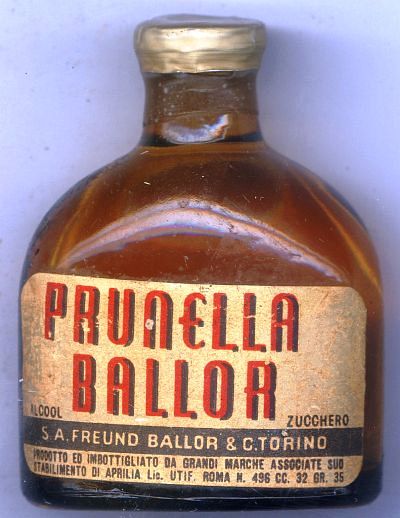 PRUNELLA
BALLOR
ALCOOL ZUCCHERO
S.A. FREUND BALLOR & C. TORINO
PRODOTTO ED IMBOTTIGLIATO DA GRANDI MARCHE ASSOCIATE SUO
STABILIMENTO DI APRILIA Lic. UTIF. ROMA N. 496 CC. 32 GR. 35